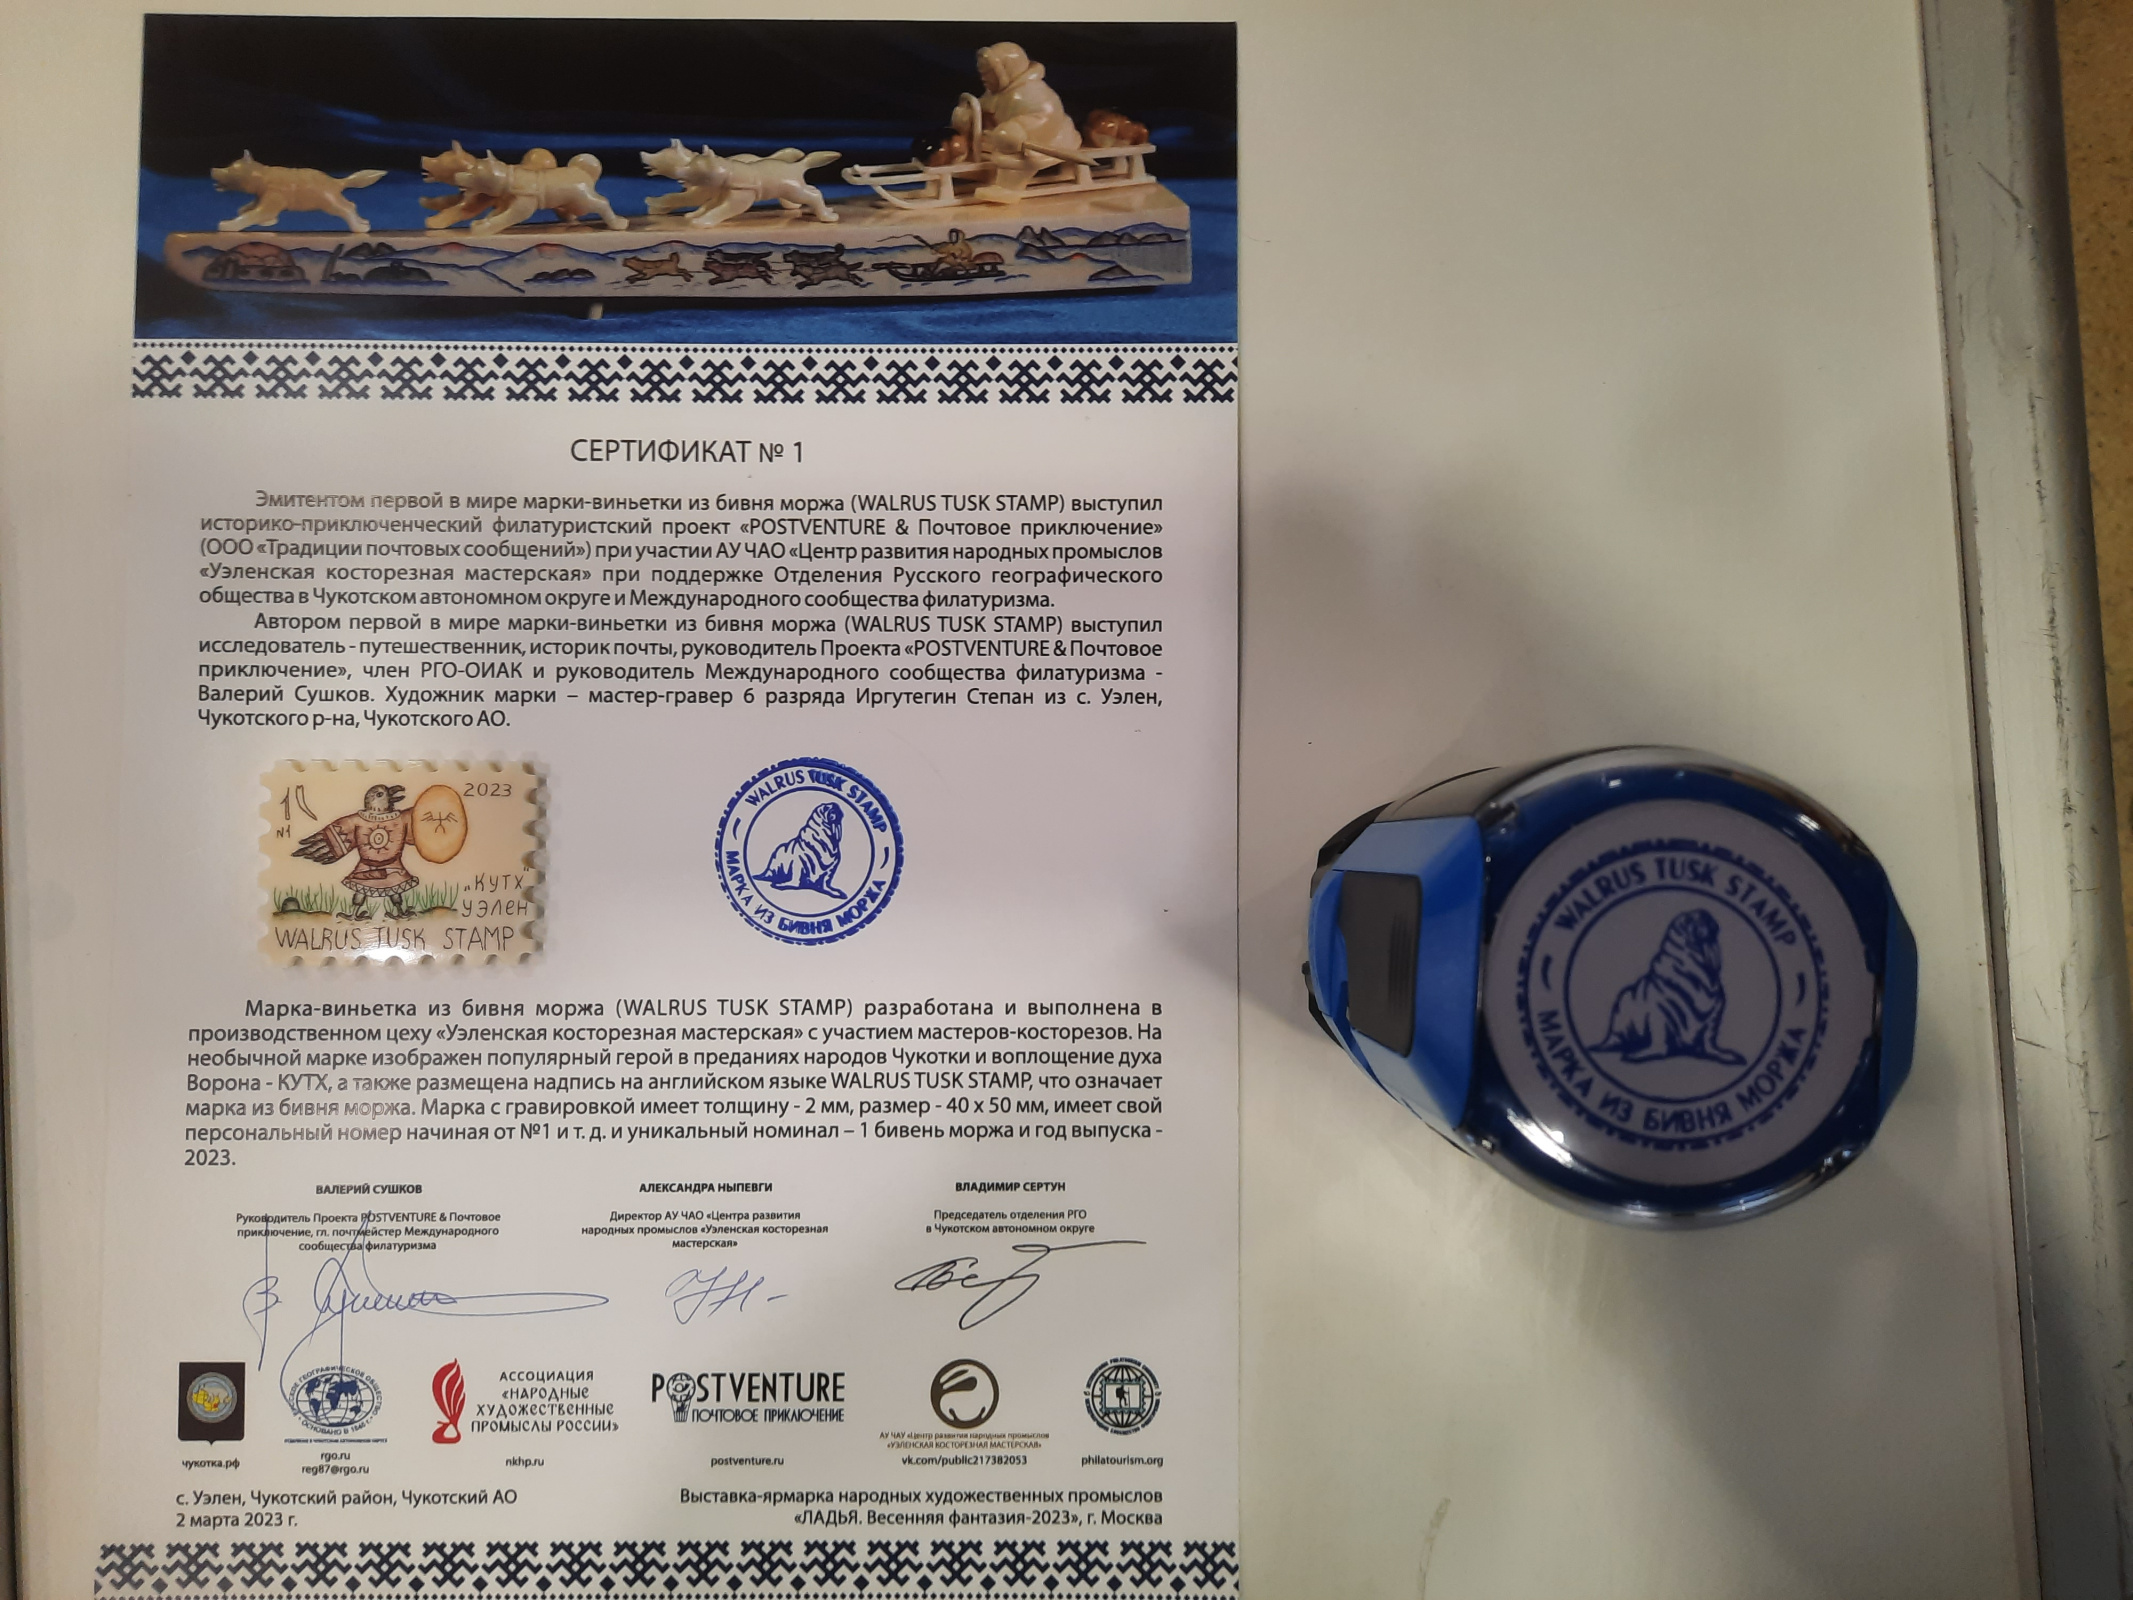 СЕРТИФИКАТ № 1
Эмитентом первой в мире марки-виньетки из бивня моржа (WALRUS TUSK STAMP) выступил
историко-приключенческий филатуристский проект «POSTVENTURE & Почтовое приключение»
(ООО «Традиции почтовых сообщений») при участии АУ ЧАО «Центр развития народных промыслов
«Уэленская косторезная мастерская» при поддержке Отделения Русского географического
общества в Чукотском автономном округе и Международного сообщества филатуризма.
Автором первой в мире марки-виньетки из бивня моржа (WALRUS TUSK STAMP) выступил
исследователь - путешественник, историк почты, руководитель Проекта «POSTVENTURE & Почтовое
приключение», член РГО-ОИАК и руководитель Международного сообщества филатуризма -
Валерий Сушков. Художник марки – мастер-гравер 6 разряда Иргутегин Степан из с. Уэлен,
Чукотского р-на, Чукотского АО.
1
№1
2023
„КУТХ"
УЭЛЕН
WALRUS TUSK STAMP
WALRUS TUSK STAMP
МАРКА ИЗ БИВНЯ МОРЖА
WALRUS TUSK STAMP
МАРКА ИЗ БИВНЯ МОРЖА
Марка-виньетка из бивня моржа (WALRUS TUSK STAMP) разработана и выполнена в
производственном цеху «Уэленская косторезная мастерская» с участием мастеров-косторезов. На
необычной марке изображен популярный герой в преданиях народов Чукотки и воплощение духа
Ворона - КУТХ, а также размещена надпись на английском языке WALRUS TUSK STAMP, что означает
марка из бивня моржа. Марка с гравировкой имеет толщину - 2 мм, размер - 40 х 50 мм, имеет свой
персональный номер начиная от №1 и т. д. и уникальный номинал – 1 бивень моржа и год выпуска -
2023.
ВАЛЕРИЙ СУШКОВ
Руководитель Проекта POSTVENTURE & Почтовое
приключение, гл. почтмейстер Международного
сообщества филатуризма
АЛЕКСАНДРА НЫПЕВГИ
Директор АУ ЧАО «Центра развития
народных промыслов «Уэленская косторезная
мастерская»
ВЛАДИМИР СЕРТУН
Председатель отделения РГО
в Чукотском автономном округе
чукотка.рф
rgo.ru
reg87@rgo.ru
АССОЦИАЦИЯ
«НАРОДНЫЕ
ХУДОЖЕСТВЕННЫЕ
ПРОМЫСЛЫ РОССИИ»
nkhp.ru
POSTVENTURE
ПОЧТОВОЕ ПРИКЛЮЧЕНИЕ
postventure.ru
АУ ЧАУ «Центр развития народных промыслов
«УЭЛЕНСКАЯ КОСТОРЕЗНАЯ МАСТЕРСКАЯ»
vk.com/public217382053
philatourism.org
с. Уэлен, Чукотский район, Чукотский АО
2 марта 2023 г.
Выставка-ярмарка народных художественных промыслов
«ЛАДЬЯ. Весенняя фантазия-2023», г. Москва